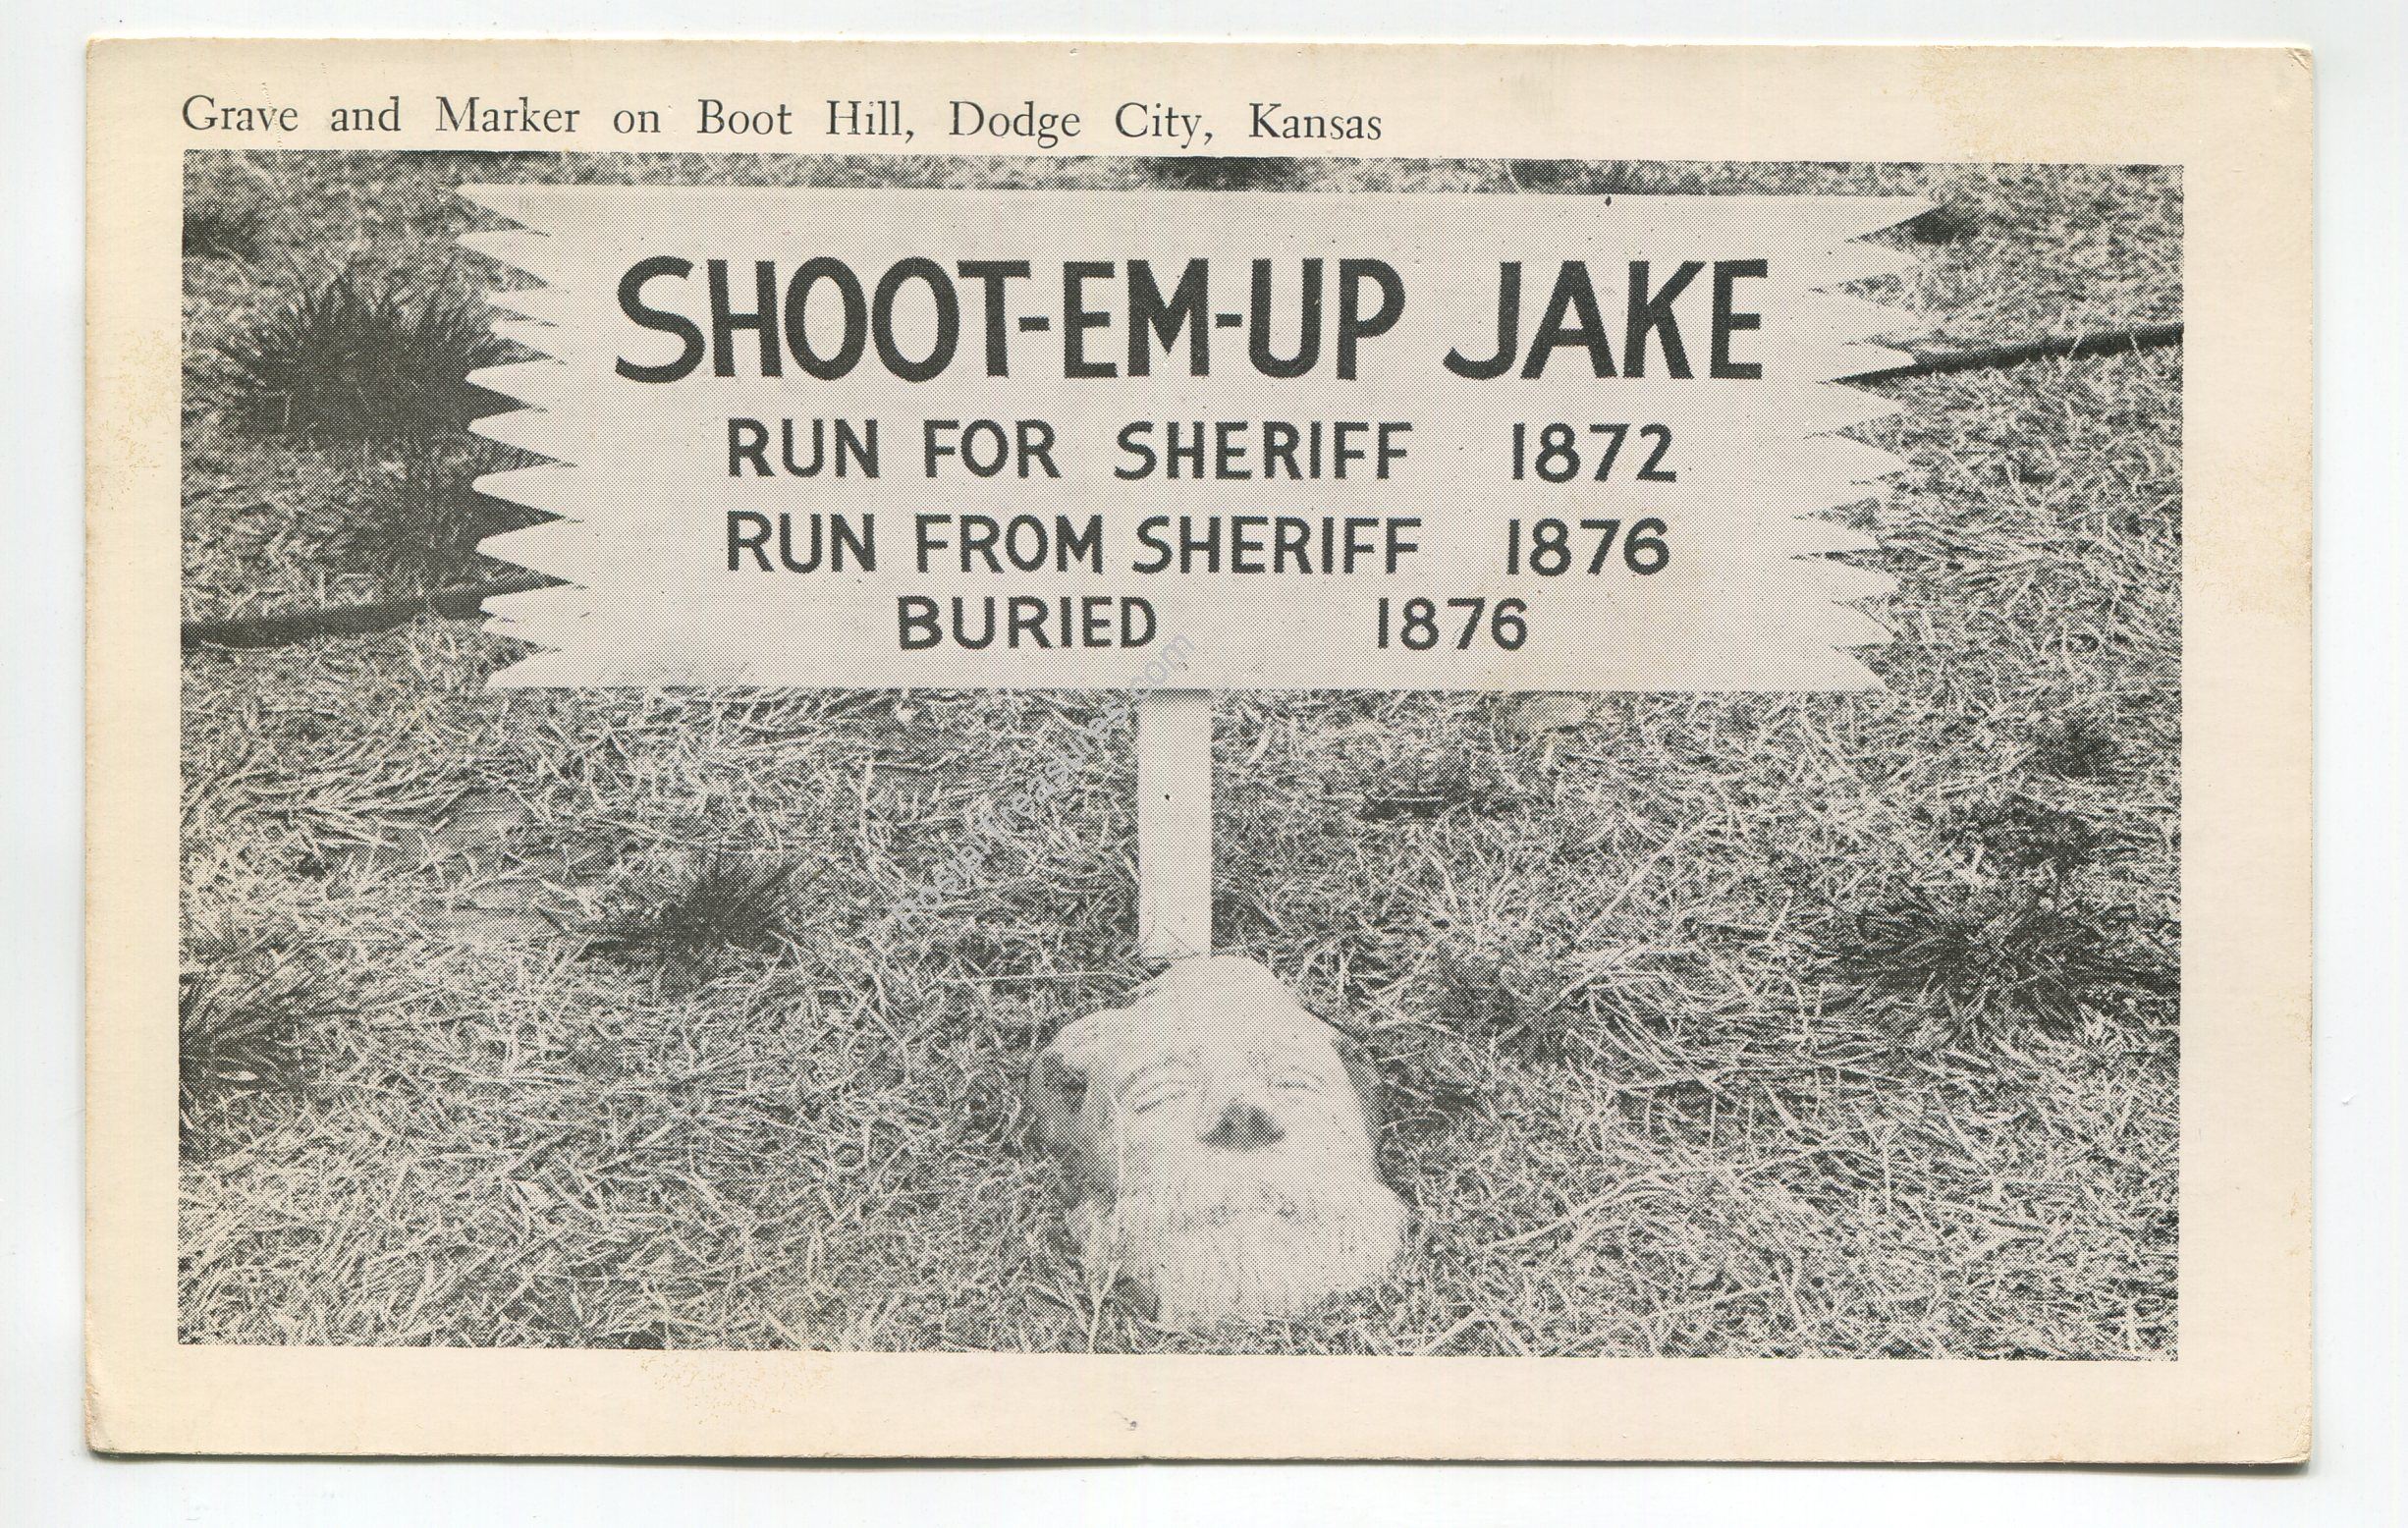 Grave and Marker on Boot Hill, Dodge City, Kansas
SHOOT-EM-UP JAKE
RUN FOR SHERIFF 1872
RUN FROM SHERIFF 1876
BURIED 1876